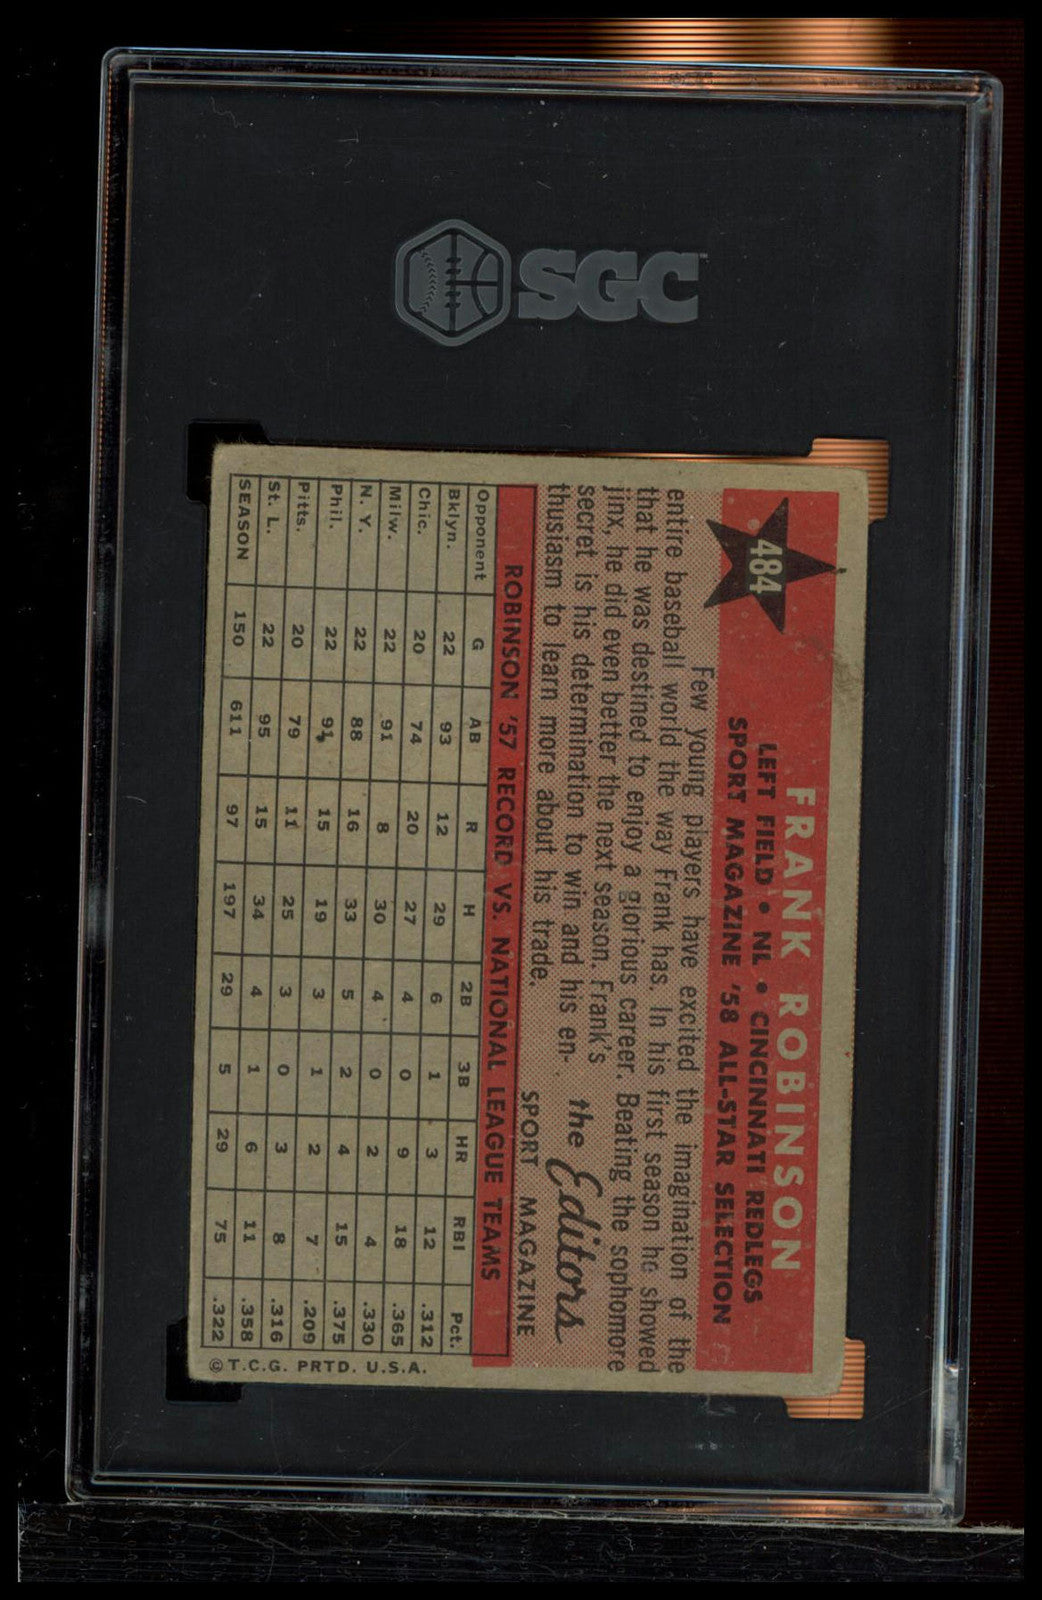 SGC
484
FRANK ROBINSON
LEFT FIELD • NL • CINCINNATI REDLEGS
SPORT MAGAZINE '58 ALL-STAR SELECTION
Few young players have excited the imagination of the
entire baseball world the way Frank has. In his first season he showed
that he was destined to enjoy a glorious career. Beating the sophomore
jinx, he did even better the next season. Frank's
secret is his determination to win and his en-
thusiasm to learn more about his trade.
the Editors
SPORT MAGAZINE
ROBINSON '57 RECORD VS. NATIONAL LEAGUE TEAMS
Opponent G AB R H 2B 3B HR RBI Pct.
Bklyn. 22 93 12 29 6 1 3 12 .312
Chic. 20 74 20 27 4 0 9 18 .365
Milw. 22 91 8 30 4 0 2 4 .330
N. Y. 22 88 16 33 5 2 4 15 .375
Phil. 22 91 15 19 3 1 2 7 .209
Pitts. 20 79 11 25 3 0 3 8 .316
St. L. 22 95 15 34 4 1 6 11 .358
SEASON 150 611 97 197 29 5 29 75 .322
© T.C.G. PRTD. U.S.A.